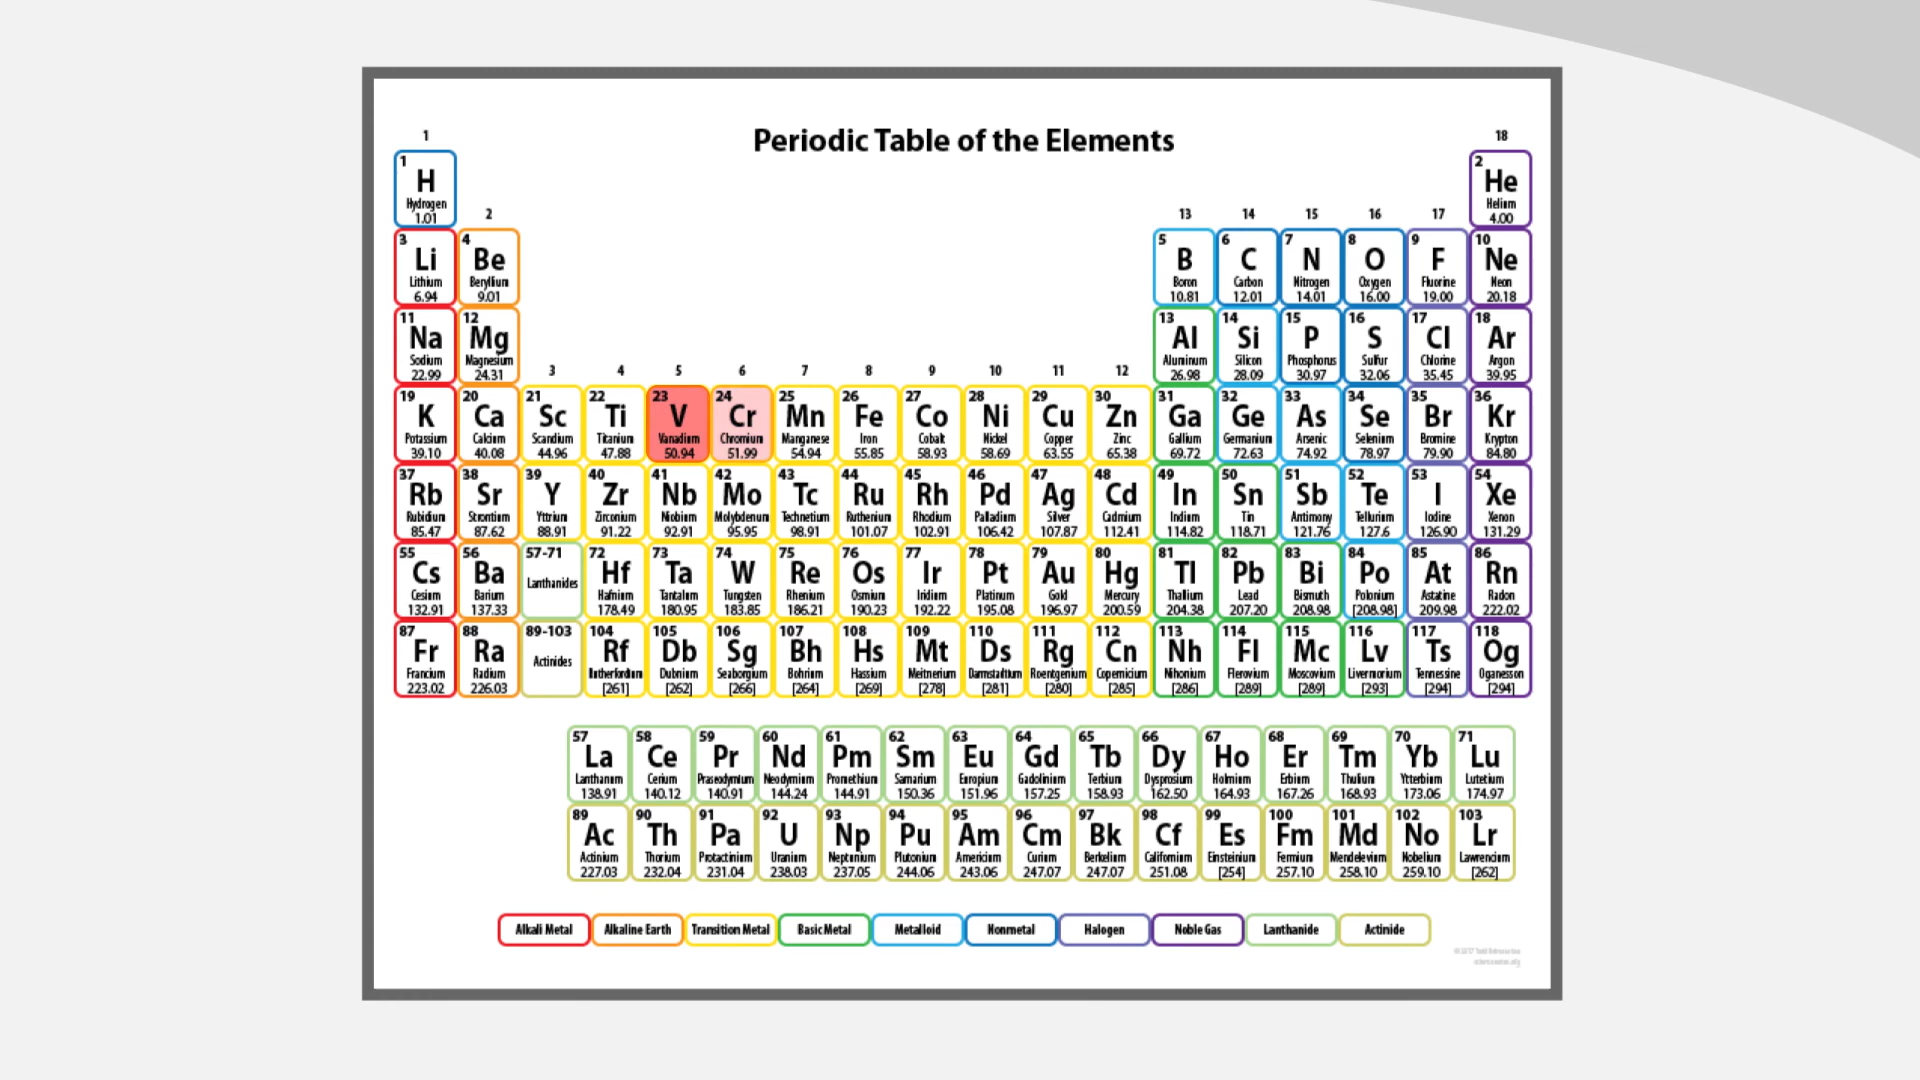 Periodic Table of the Elements
1 18
1 2
H He
Hydrogen Helium
1.01 4.00
2 13 14 15 16 17
3 4 5 6 7 8 9 10
Li Be B C N O F Ne
Lithium Beryllium Boron Carbon Nitrogen Oxygen Fluorine Neon
6.94 9.01 10.81 12.01 14.01 16.00 19.00 20.18
11 12 13 14 15 16 17 18
Na Mg Al Si P S Cl Ar
Sodium Magnesium Aluminum Silicon Phosphorus Sulfur Chlorine Argon
22.99 24.31 26.98 28.09 30.97 32.06 35.45 39.95
3 4 5 6 7 8 9 10 11 12
19 20 21 22 23 24 25 26 27 28 29 30 31 32 33 34 35 36
K Ca Sc Ti V Cr Mn Fe Co Ni Cu Zn Ga Ge As Se Br Kr
Potassium Calcium Scandium Titanium Vanadium Chromium Manganese Iron Cobalt Nickel Copper Zinc Gallium Germanium Arsenic Selenium Bromine Krypton
39.10 40.08 44.96 47.88 50.94 51.99 54.94 55.85 58.93 58.69 63.55 65.38 69.72 72.63 74.92 78.97 79.90 84.80
37 38 39 40 41 42 43 44 45 46 47 48 49 50 51 52 53 54
Rb Sr Y Zr Nb Mo Tc Ru Rh Pd Ag Cd In Sn Sb Te I Xe
Rubidium Strontium Yttrium Zirconium Niobium Molybdenum Technetium Ruthenium Rhodium Palladium Silver Cadmium Indium Tin Antimony Tellurium Iodine Xenon
85.47 87.62 88.91 91.22 92.91 95.95 98.91 101.07 102.91 106.42 107.87 112.41 114.82 118.71 121.76 127.6 126.90 131.29
55 56 57-71 72 73 74 75 76 77 78 79 80 81 82 83 84 85 86
Cs Ba Hf Ta W Re Os Ir Pt Au Hg Tl Pb Bi Po At Rn
Cesium Barium Lanthanides Hafnium Tantalum Tungsten Rhenium Osmium Iridium Platinum Gold Mercury Thallium Lead Bismuth Polonium Astatine Radon
132.91 137.33 178.49 180.95 183.85 186.21 190.23 192.22 195.08 196.97 200.59 204.38 207.20 208.98 [208.98] 209.98 222.02
87 88 89-103 104 105 106 107 108 109 110 111 112 113 114 115 116 117 118
Fr Ra Rf Db Sg Bh Hs Mt Ds Rg Cn Nh Fl Mc Lv Ts Og
Francium Radium Actinides Rutherfordium Dubnium Seaborgium Bohrium Hassium Meitnerium Darmstadtium Roentgenium Copernicium Nihonium Flerovium Moscovium Livermorium Tennessine Oganesson
223.02 226.03 [261] [262] [266] [264] [269] [278] [281] [280] [285] [286] [289] [289] [293] [294] [294]
57 58 59 60 61 62 63 64 65 66 67 68 69 70 71
La Ce Pr Nd Pm Sm Eu Gd Tb Dy Ho Er Tm Yb Lu
Lanthanum Cerium Praseodymium Neodymium Promethium Samarium Europium Gadolinium Terbium Dysprosium Holmium Erbium Thulium Ytterbium Lutetium
138.91 140.12 140.91 144.24 144.91 150.36 151.96 157.25 158.93 162.50 164.93 167.26 168.93 173.06 174.97
89 90 91 92 93 94 95 96 97 98 99 100 101 102 103
Ac Th Pa U Np Pu Am Cm Bk Cf Es Fm Md No Lr
Actinium Thorium Protactinium Uranium Neptunium Plutonium Americium Curium Berkelium Californium Einsteinium Fermium Mendelevium Nobelium Lawrencium
227.03 232.04 231.04 238.03 237.05 244.06 243.06 247.07 247.07 251.08 [254] 257.10 258.10 259.10 [262]
Alkali Metal Alkaline Earth Transition Metal Basic Metal Metalloid Nonmetal Halogen Noble Gas Lanthanide Actinide